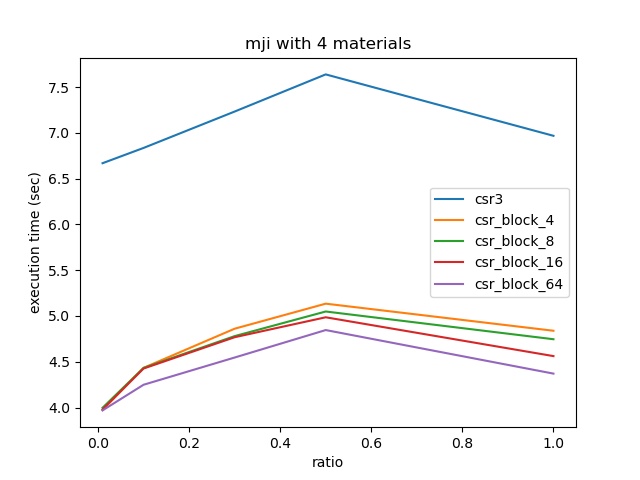 mji with 4 materials
execution time (sec)
7.5
7.0
6.5
6.0
5.5
5.0
4.5
4.0
csr3
csr_block_4
csr_block_8
csr_block_16
csr_block_64
0.0 0.2 0.4 0.6 0.8 1.0
ratio